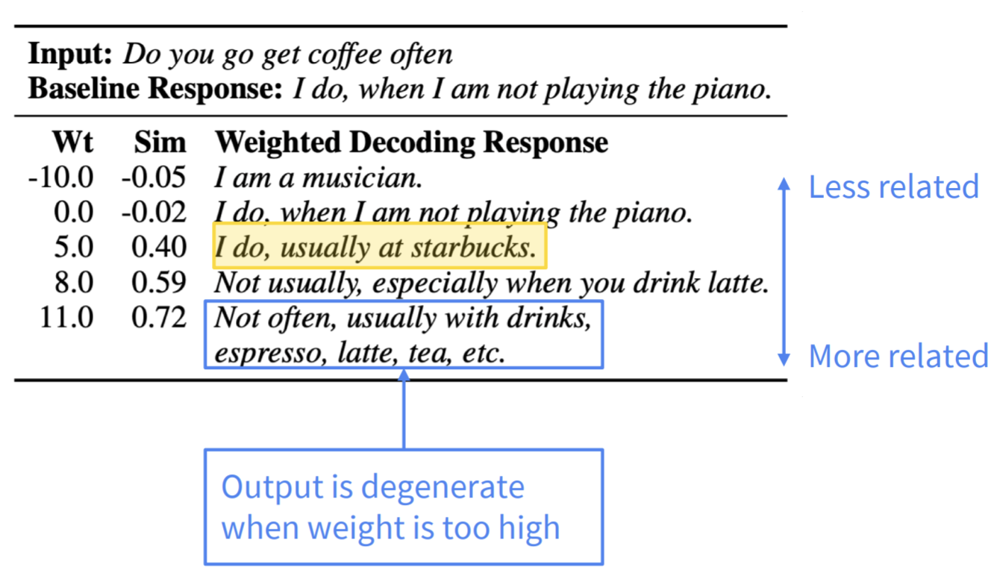 Input: Do you go get coffee often
Baseline Response: I do, when I am not playing the piano.
Wt Sim Weighted Decoding Response
-10.0 -0.05 I am a musician.
0.0 -0.02 I do, when I am not playing the piano.
5.0 0.40 I do, usually at starbucks.
8.0 0.59 Not usually, especially when you drink latte.
11.0 0.72 Not often, usually with drinks,
espresso, latte, tea, etc.
Less related
More related
Output is degenerate
when weight is too high